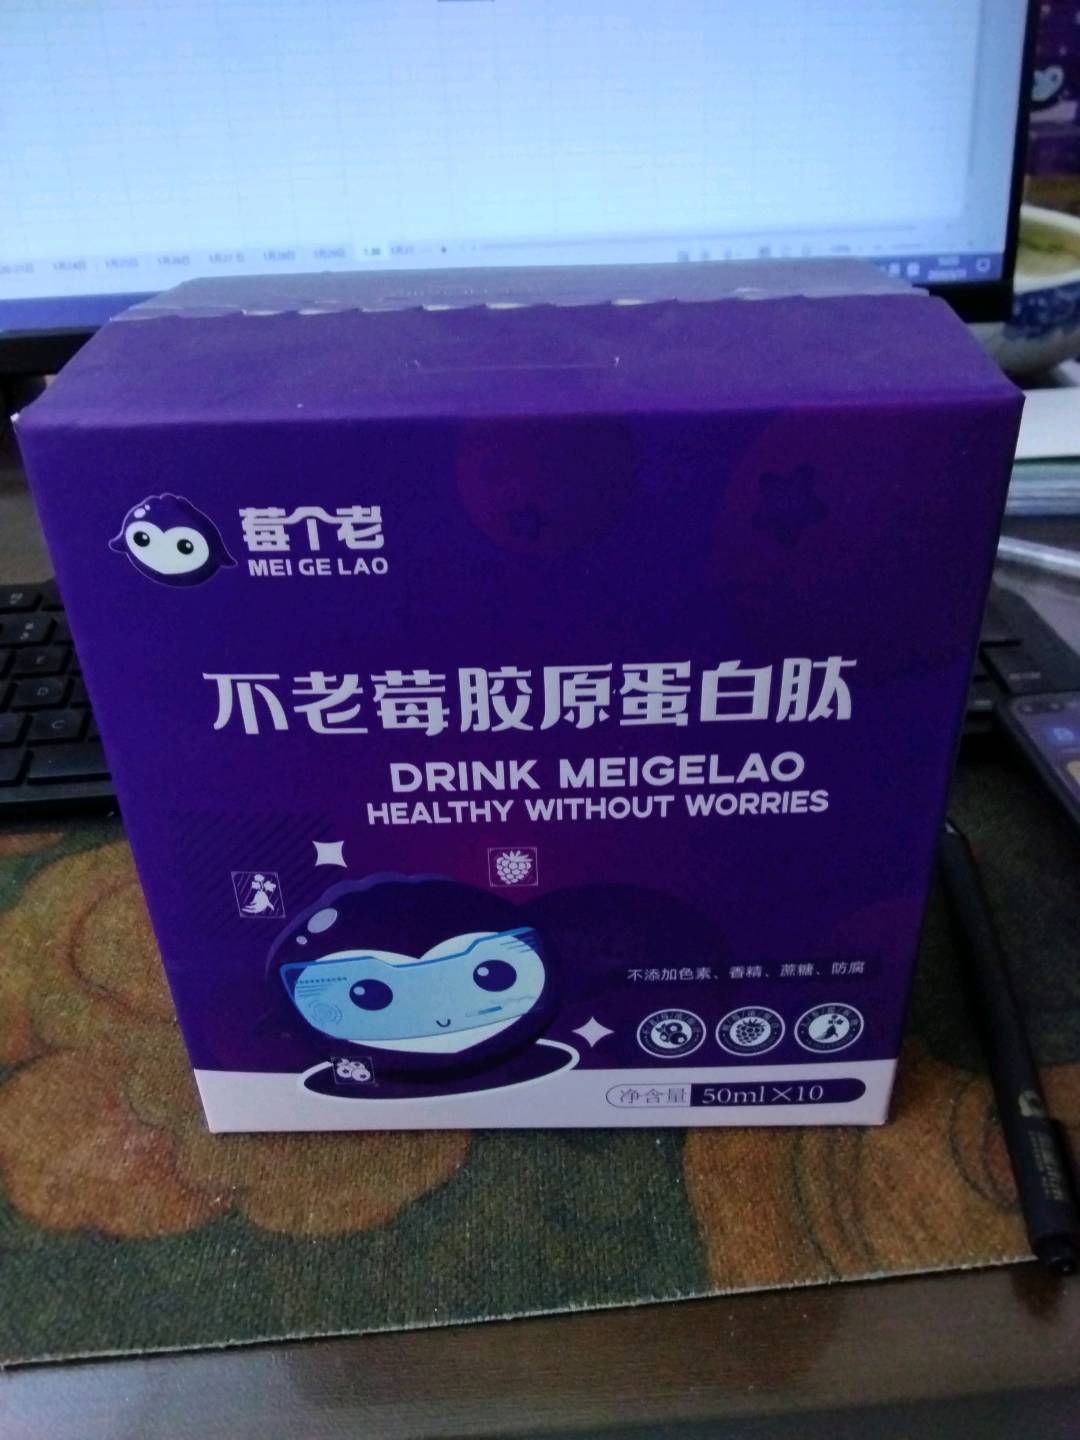 莓个老
MEI GE LAO
不老莓胶原蛋白肽
DRINK MEIGELAO
HEALTHY WITHOUT WORRIES
不添加色素、香精、蔗糖、防腐
净含量 50ml×10